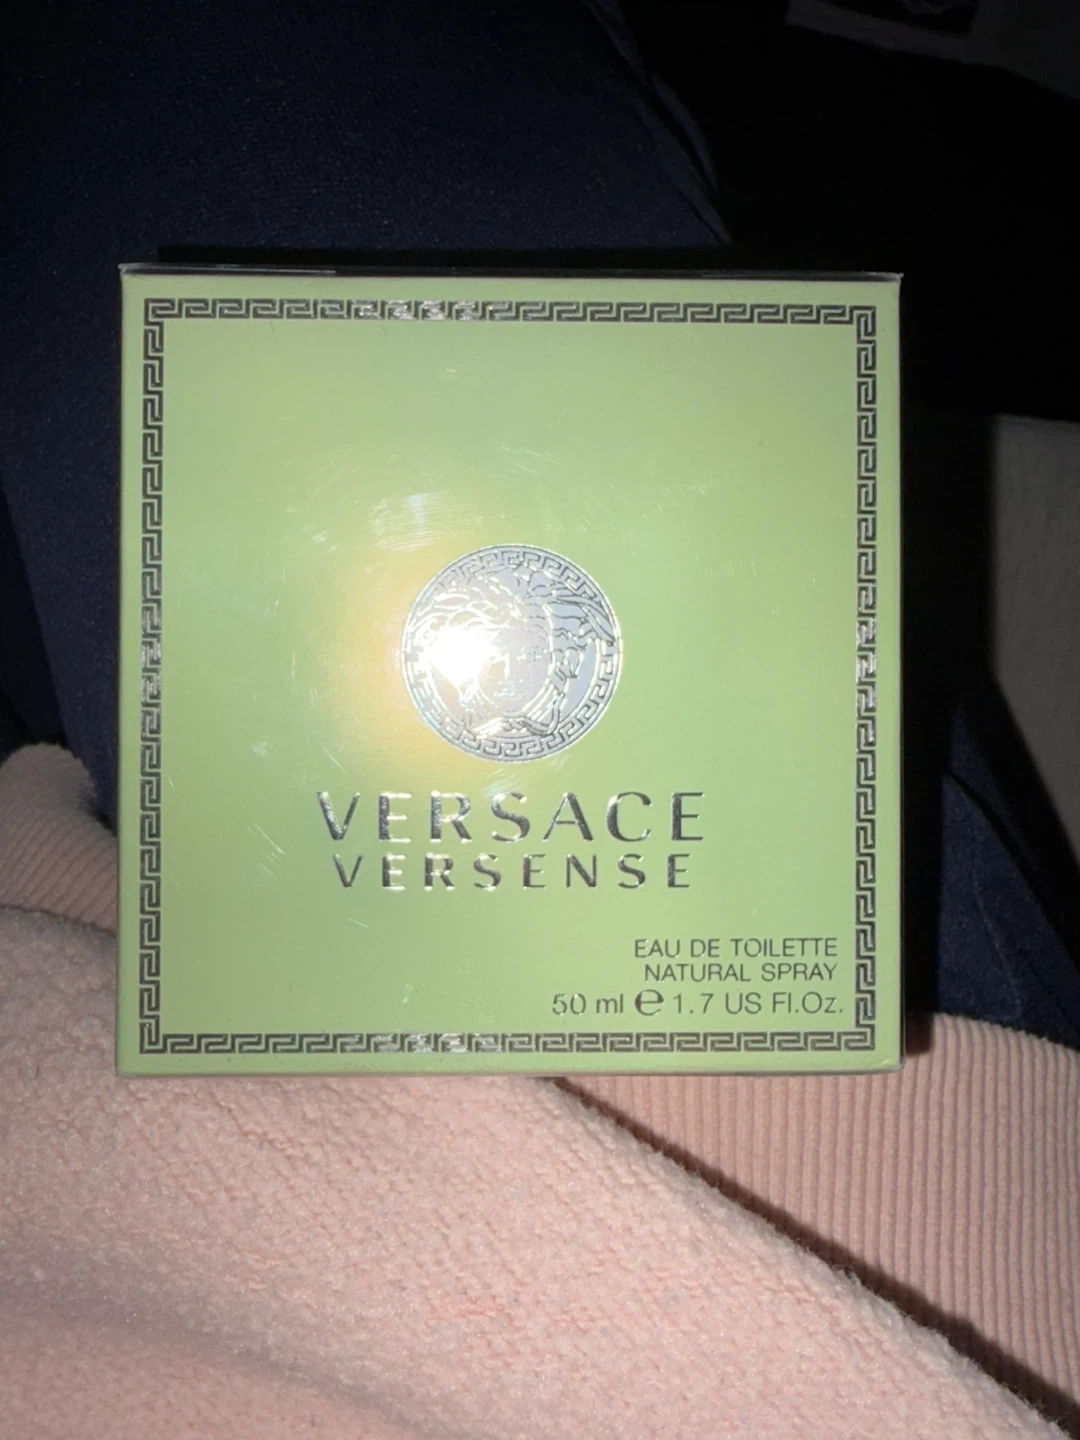 VERSACE
VERSENSE
EAU DE TOILETTE
NATURAL SPRAY
50 ml ℮ 1.7 US Fl.Oz.